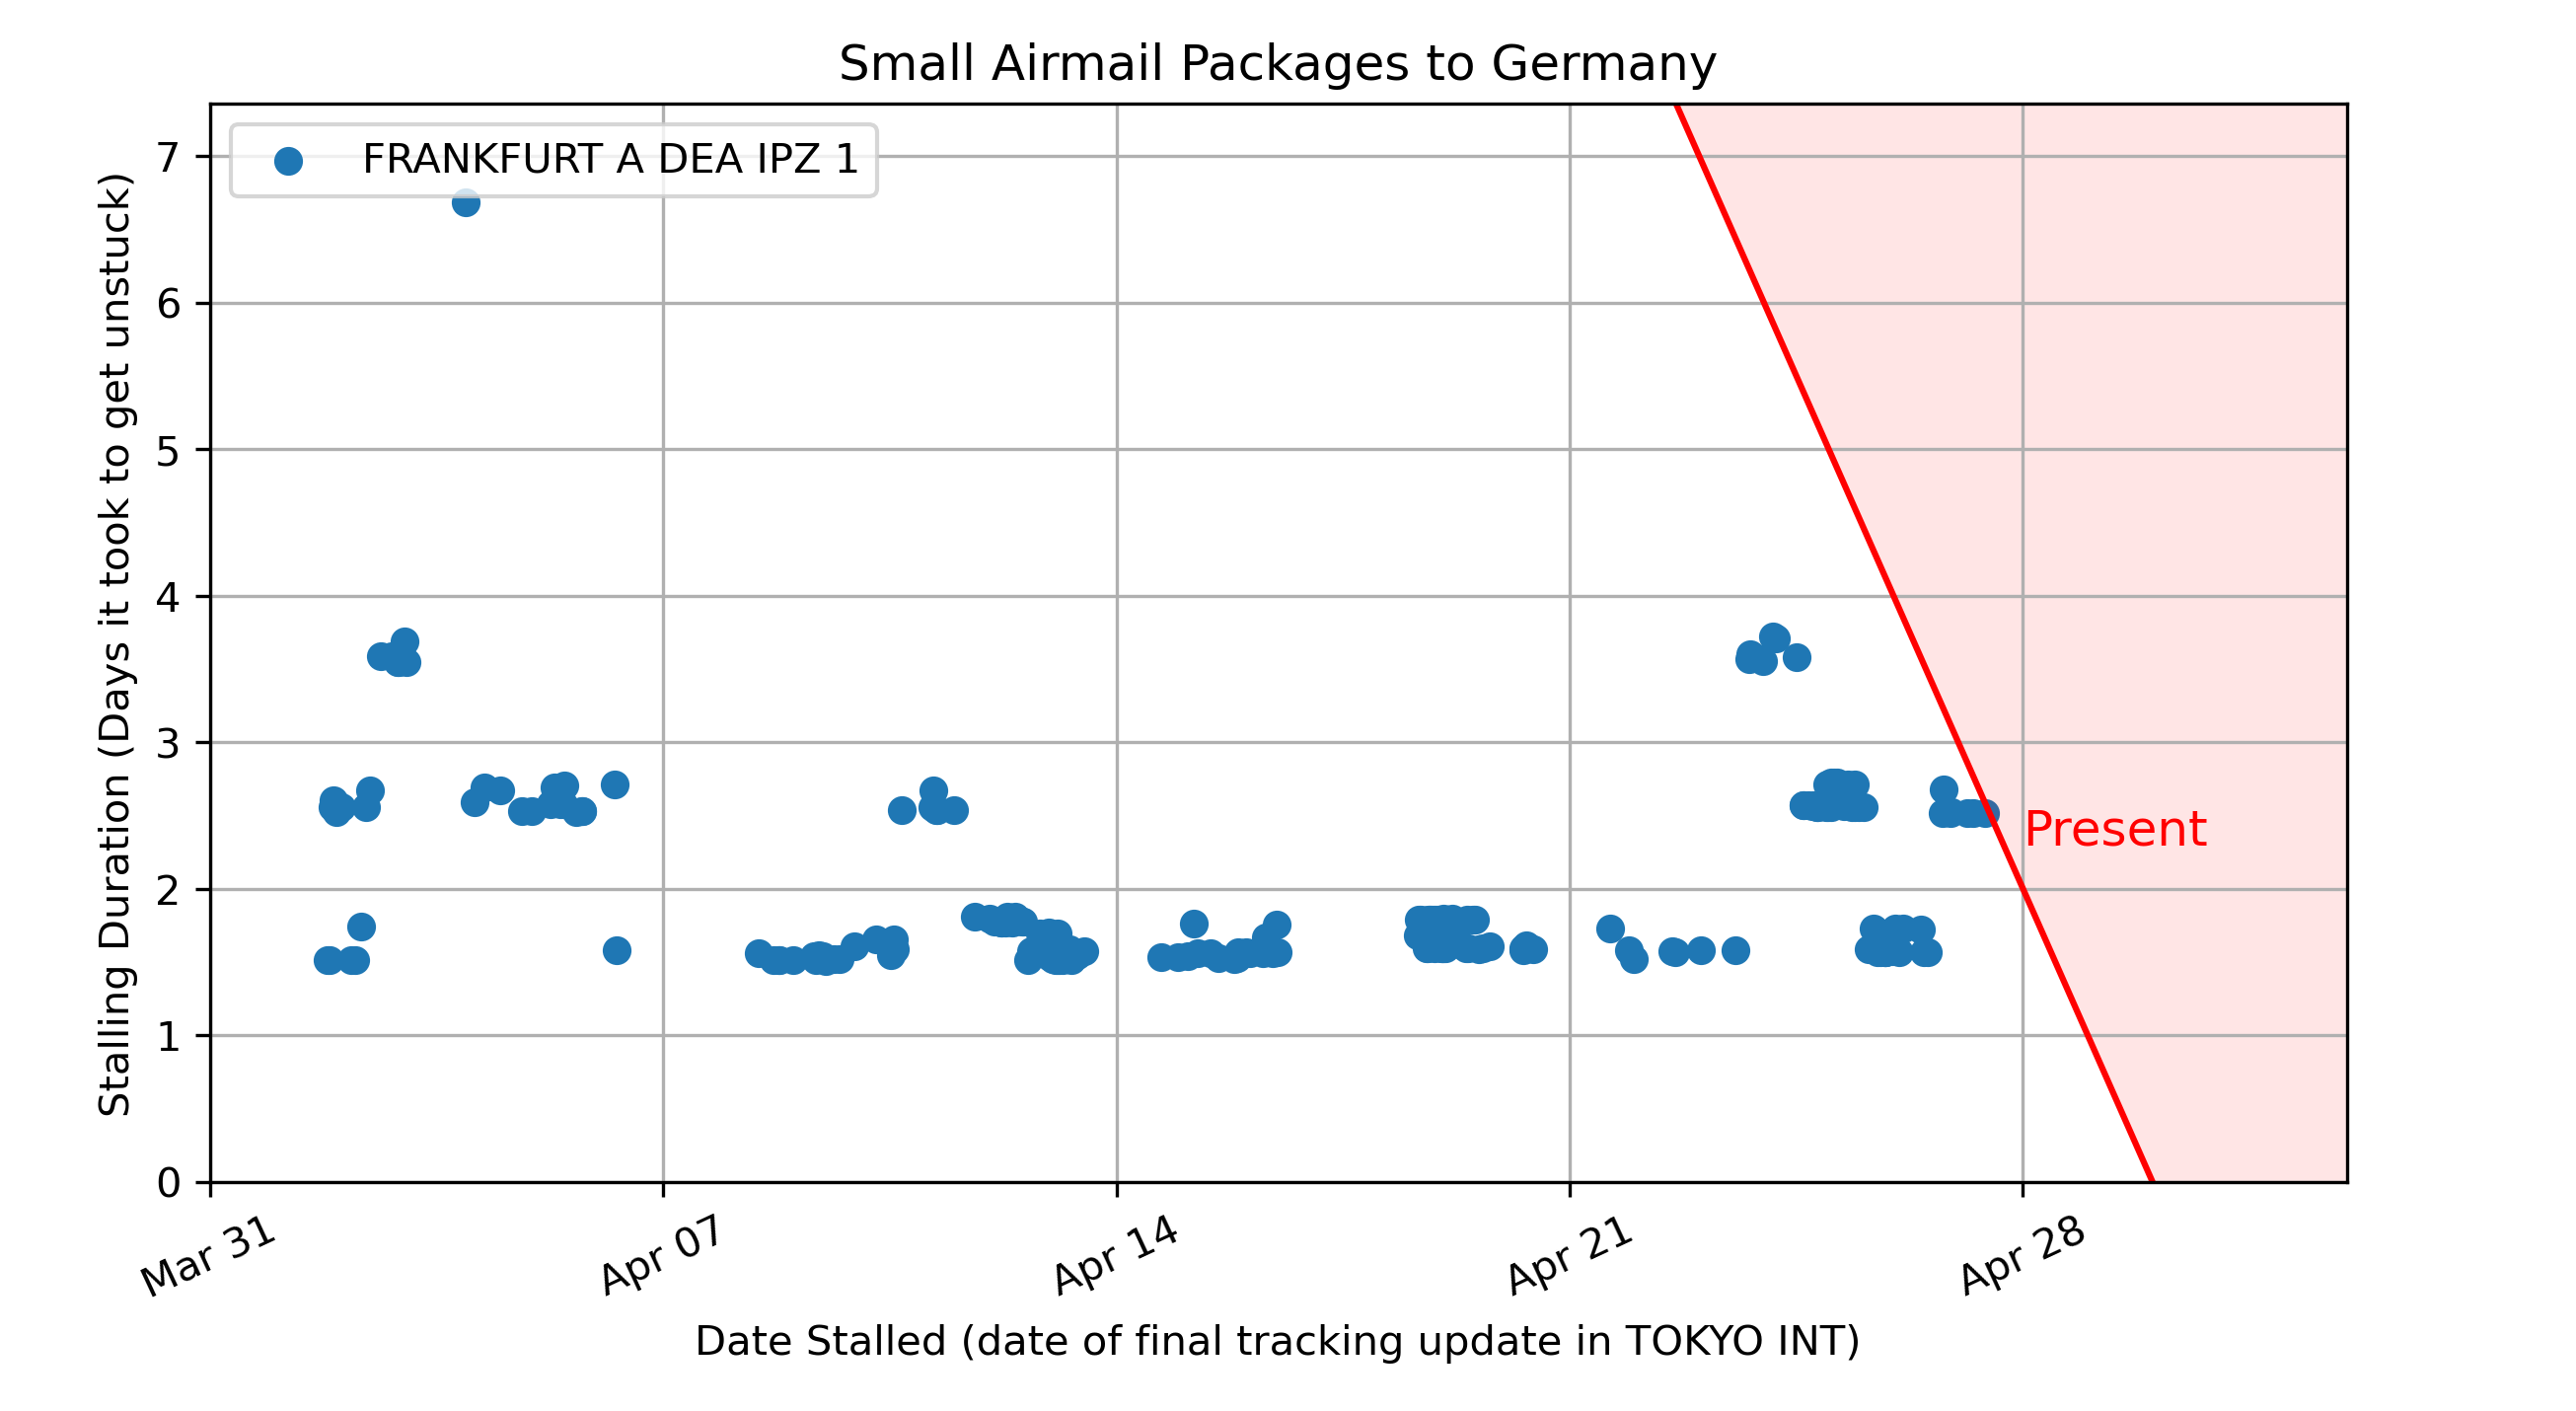 Small Airmail Packages to Germany
FRANKFURT A DEA IPZ 1
Stalling Duration (Days it took to get unstuck)
7
6
5
4
3
2
1
0
Present
Mar 31
Apr 07
Apr 14
Apr 21
Apr 28
Date Stalled (date of final tracking update in TOKYO INT)